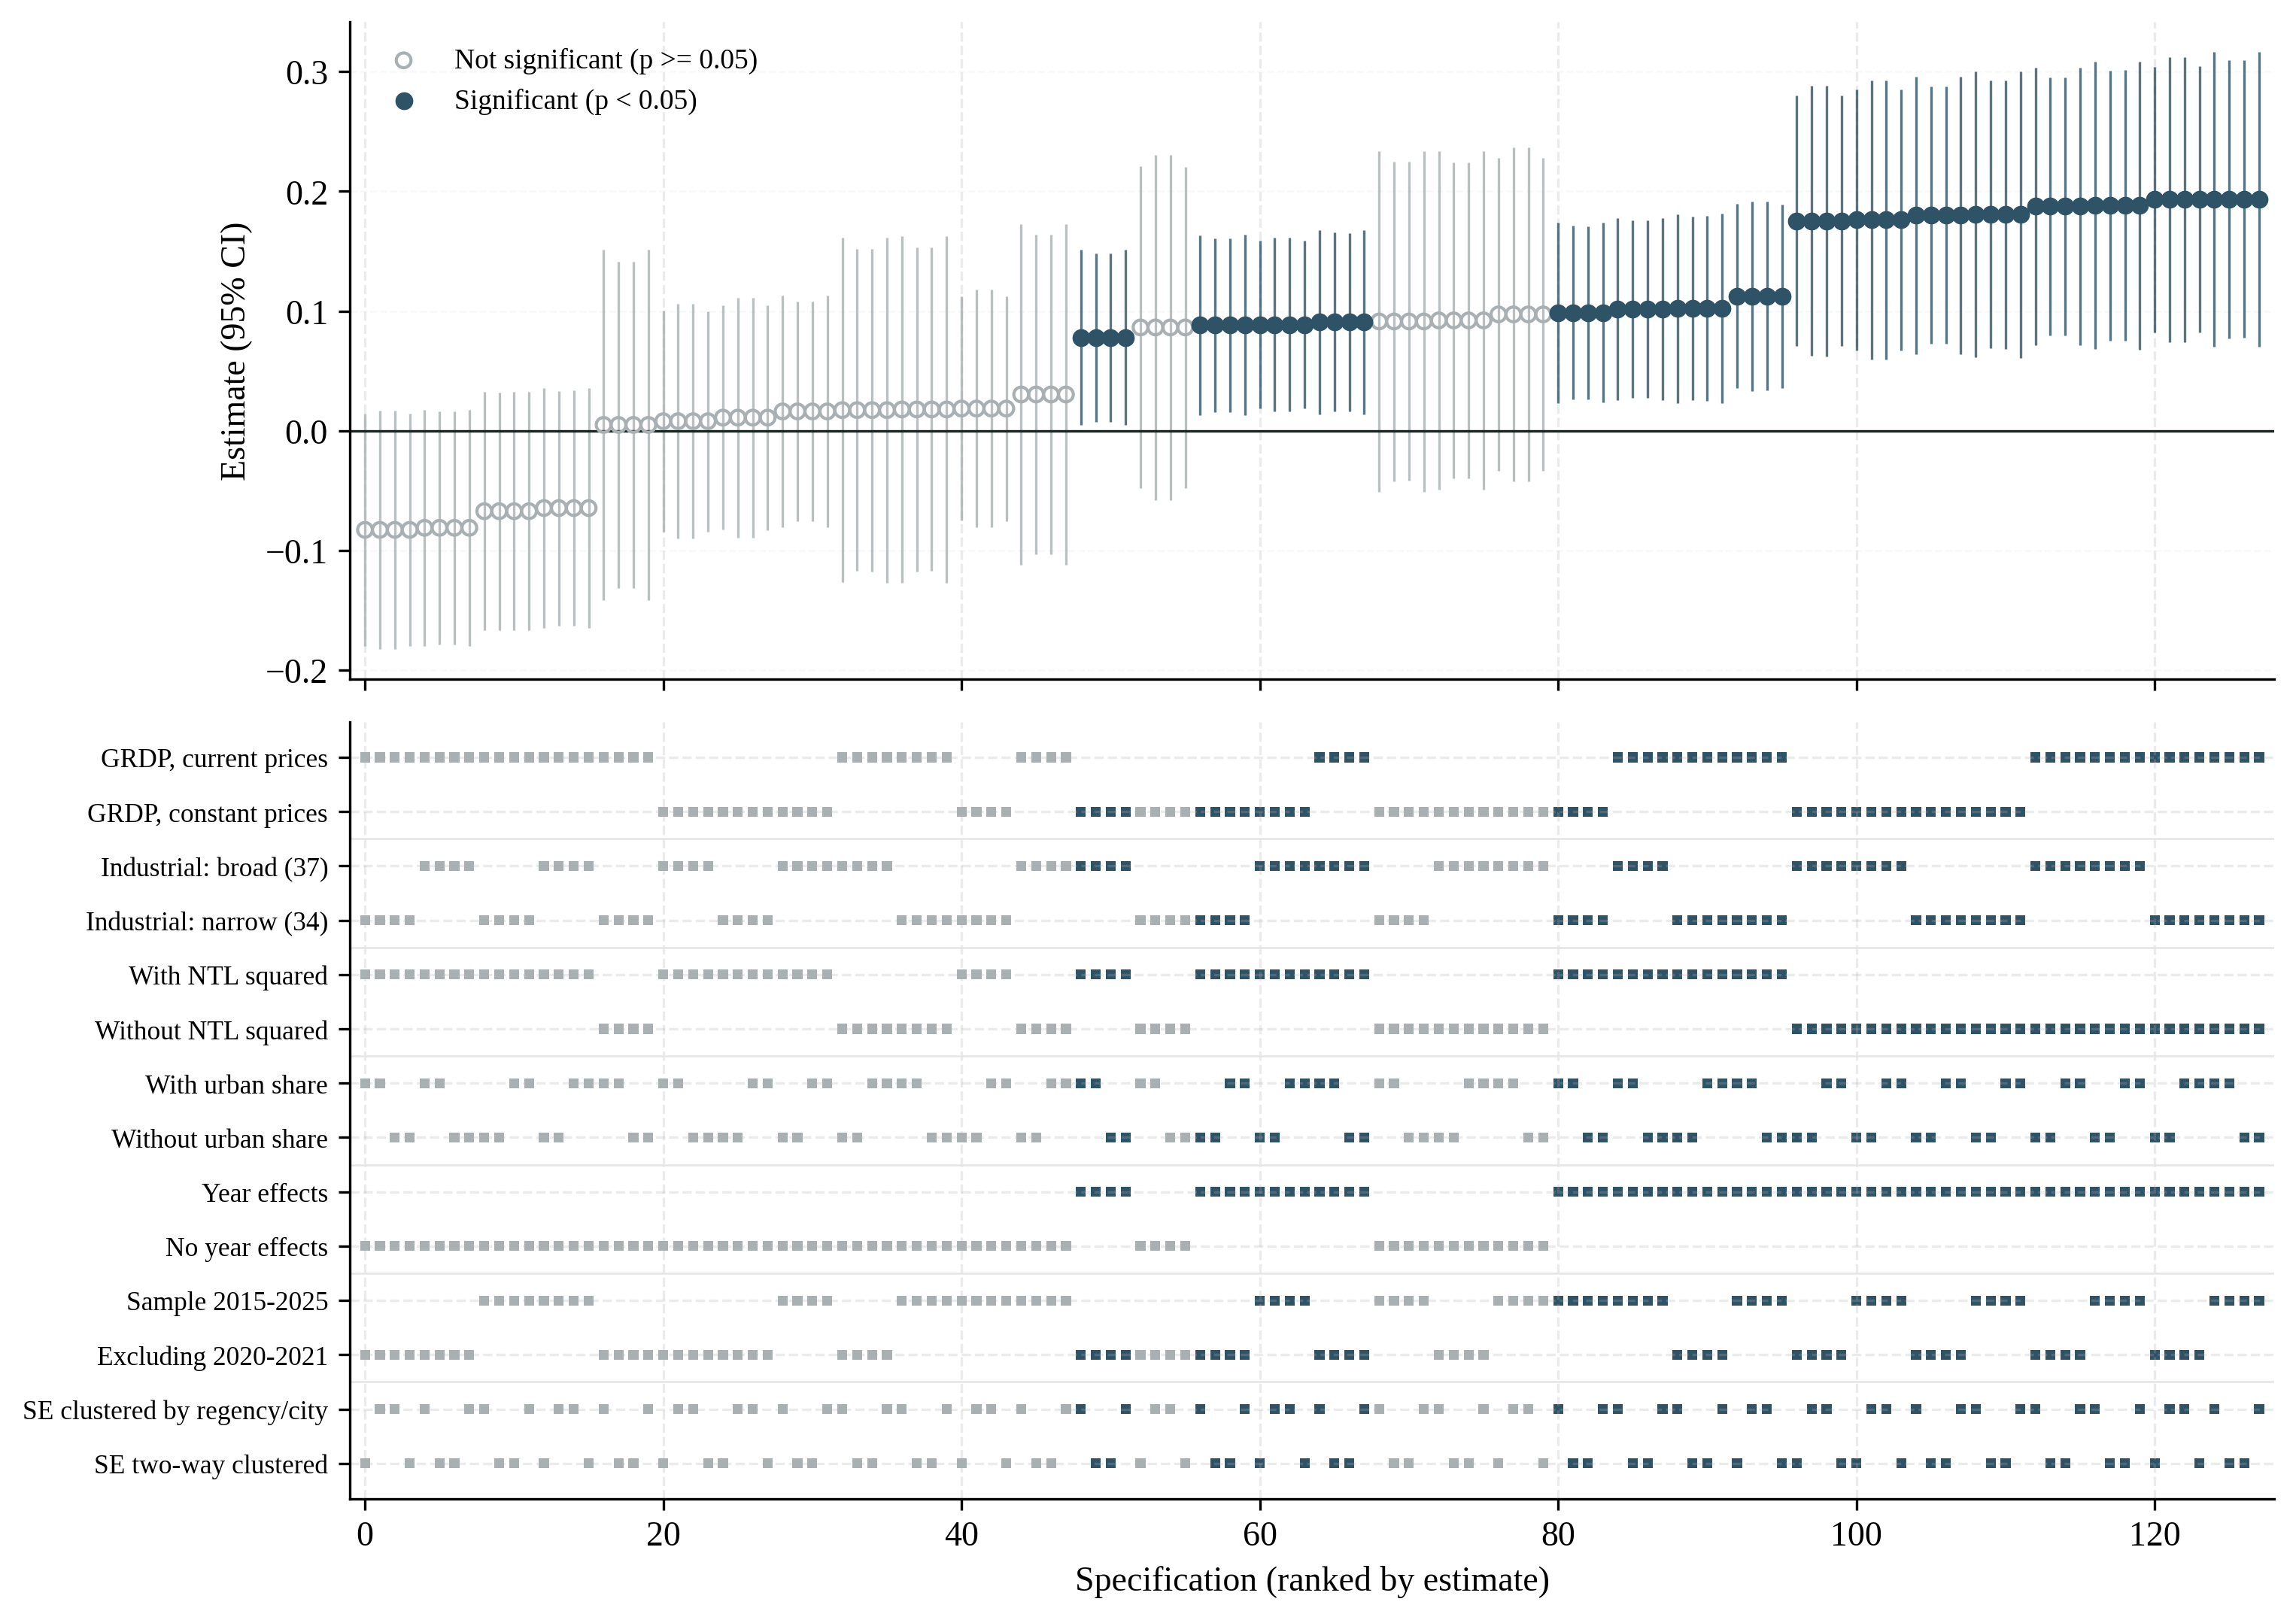 Not significant (p >= 0.05)
Significant (p < 0.05)
Estimate (95% CI)
0.3
0.2
0.1
0.0
−0.1
−0.2
GRDP, current prices
GRDP, constant prices
Industrial: broad (37)
Industrial: narrow (34)
With NTL squared
Without NTL squared
With urban share
Without urban share
Year effects
No year effects
Sample 2015-2025
Excluding 2020-2021
SE clustered by regency/city
SE two-way clustered
0 20 40 60 80 100 120
Specification (ranked by estimate)